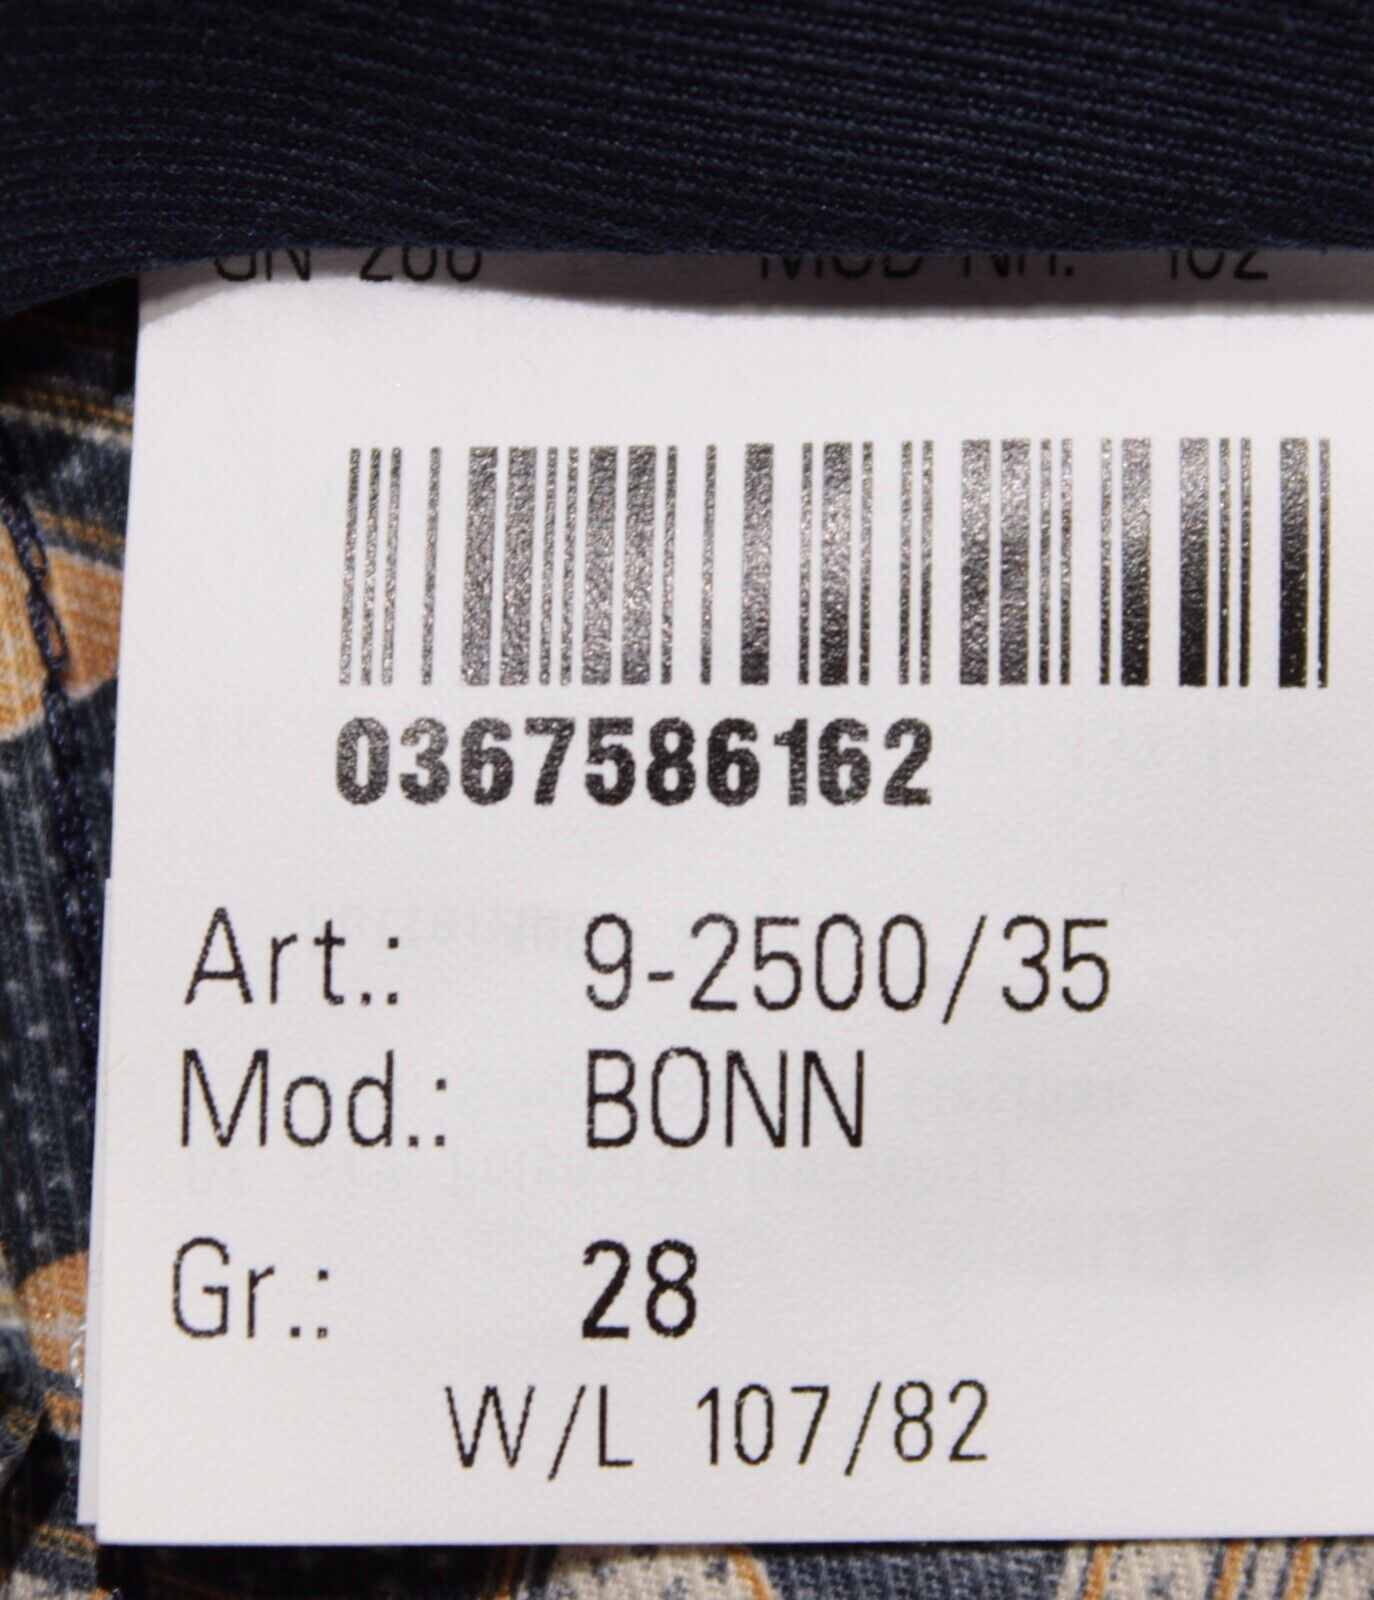 0367586162
Art.: 9-2500/35
Mod.: BONN
Gr.: 28
W/L 107/82